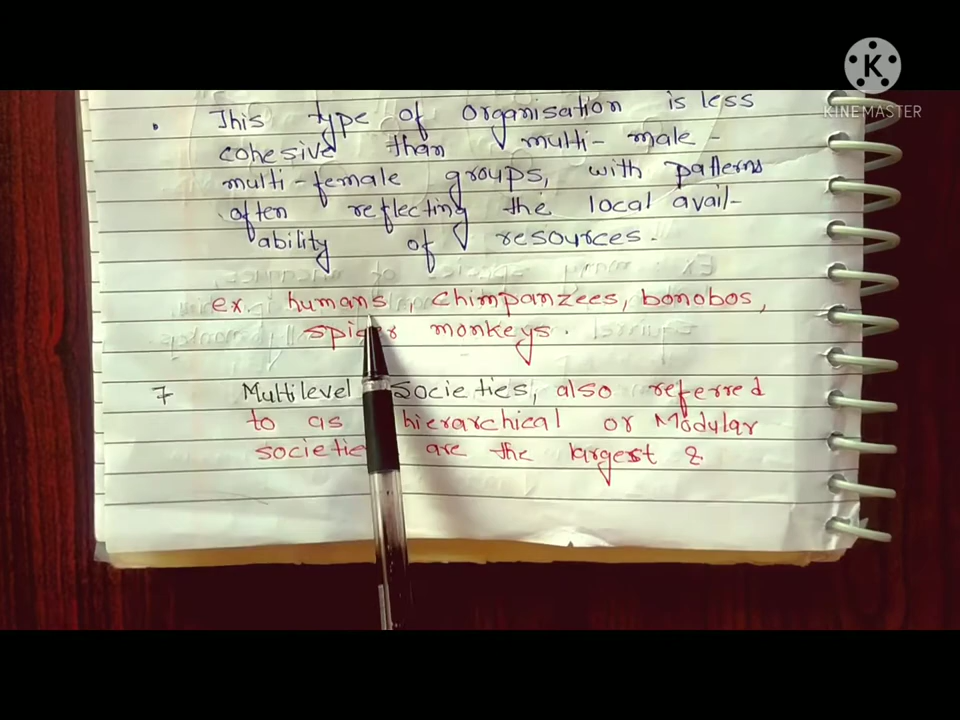 KINEMASTER
• This type of organisation is less
cohesive than multi-male-
multi-female groups, with patterns
often reflecting the local avail-
ability of resources.
ex. humans, chimpanzees, bonobos,
spider monkeys.
7 Multilevel societies, also referred
to as hierarchical or Modular
societies are the largest &